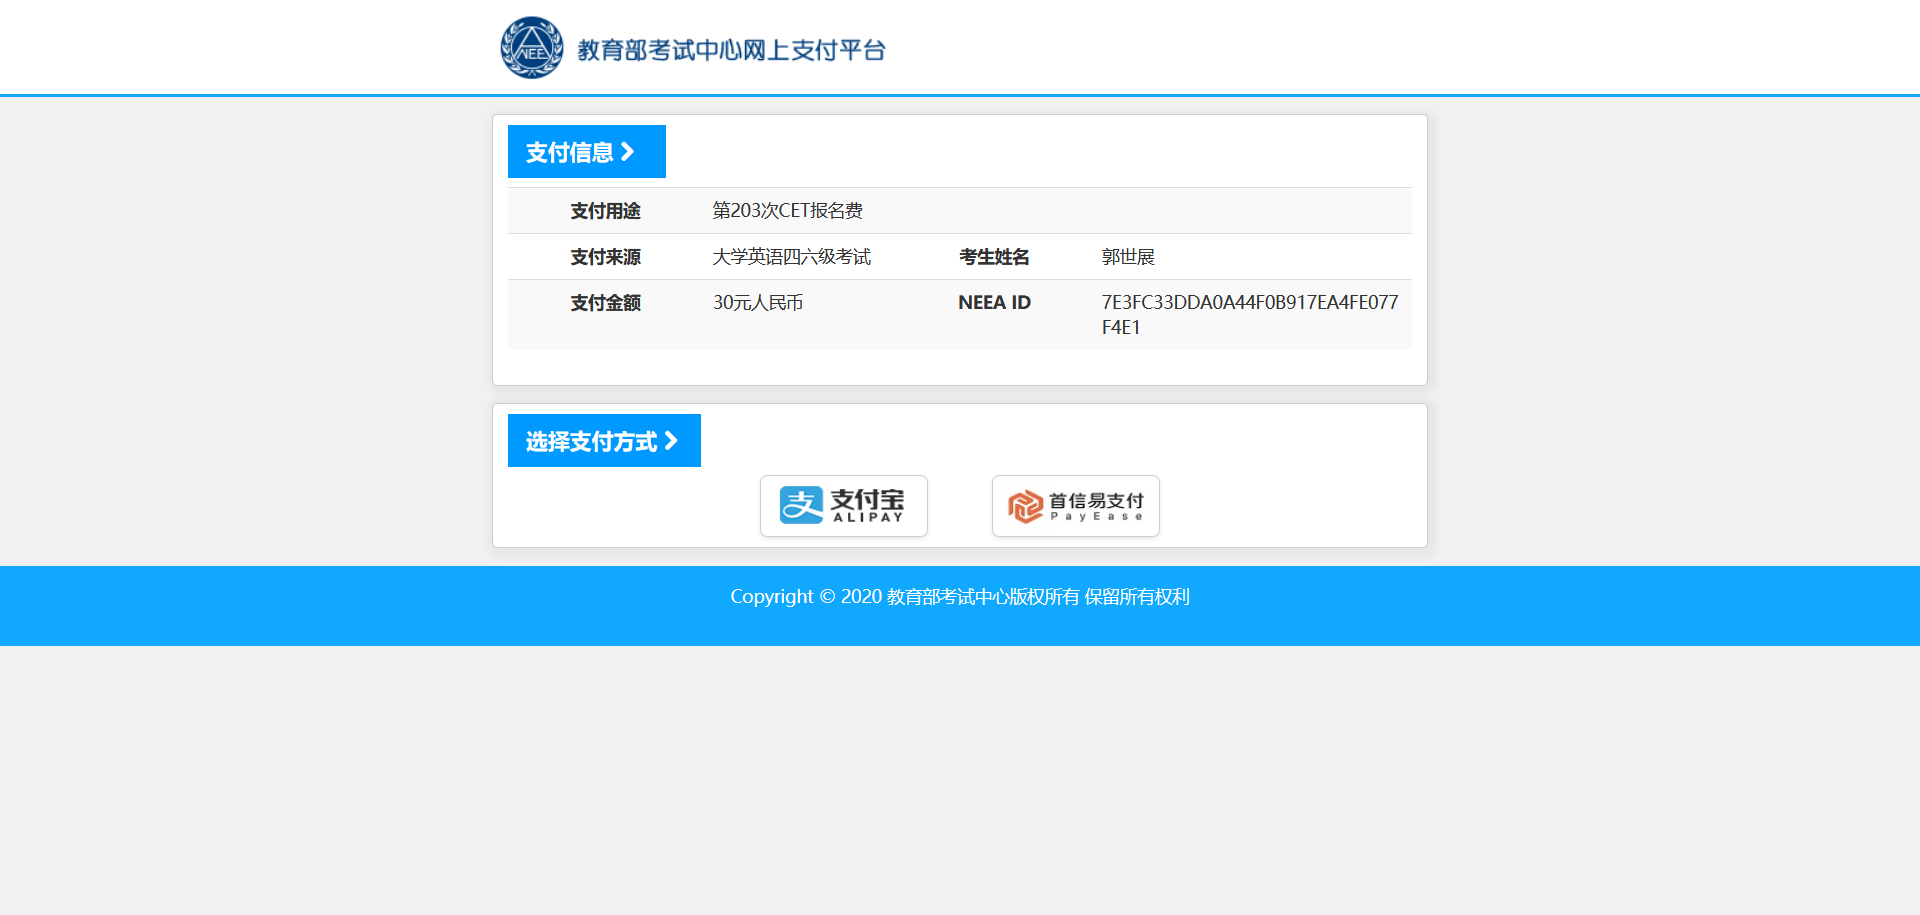 NEE
教育部考试中心网上支付平台
支付信息
支付用途 第203次CET报名费
支付来源 大学英语四六级考试 考生姓名 郭世展
支付金额 30元人民币 NEEA ID 7E3FC33DDA0A44F0B917EA4FE077
F4E1
选择支付方式
支付宝 首信易支付
ALIPAY PayEase
Copyright © 2020 教育部考试中心版权所有 保留所有权利